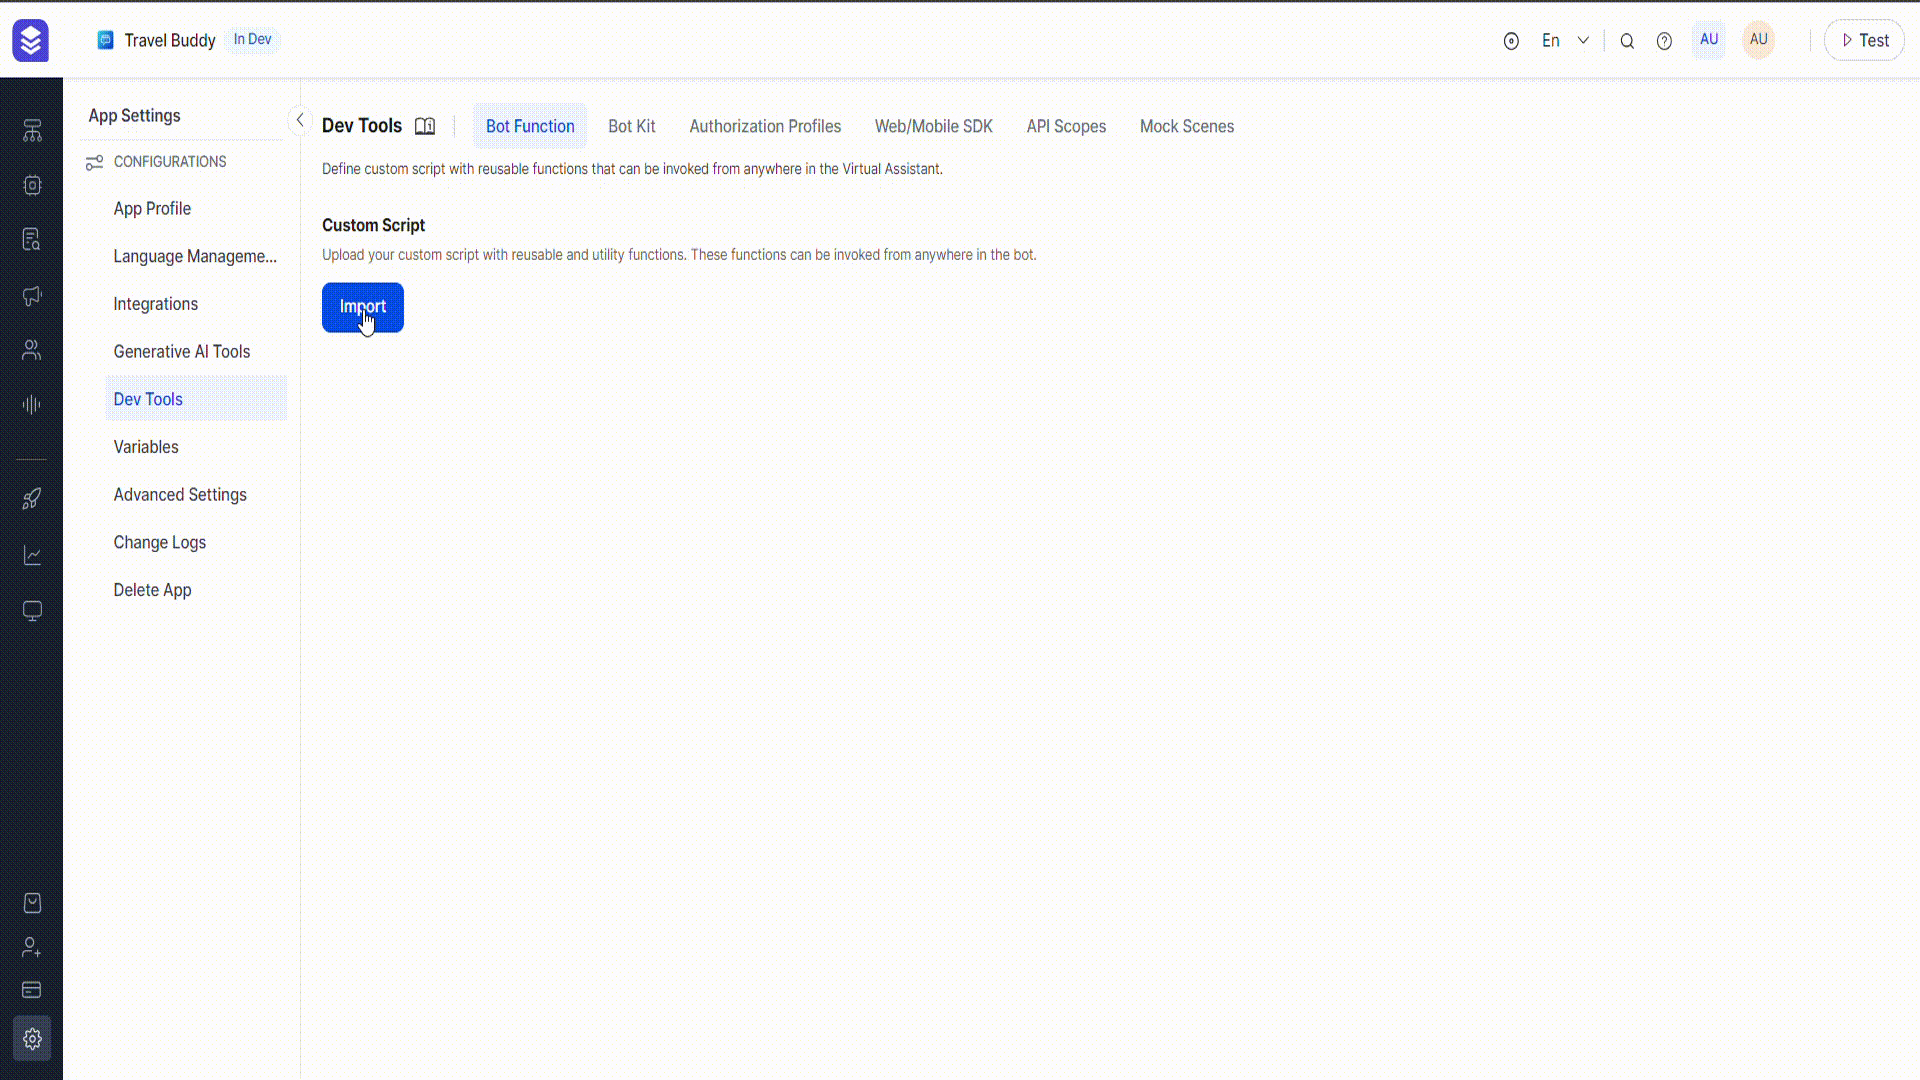 Travel Buddy In Dev
En AU AU Test
App Settings
CONFIGURATIONS
App Profile
Language Manageme...
Integrations
Generative AI Tools
Dev Tools
Variables
Advanced Settings
Change Logs
Delete App
Dev Tools Bot Function Bot Kit Authorization Profiles Web/Mobile SDK API Scopes Mock Scenes
Define custom script with reusable functions that can be invoked from anywhere in the Virtual Assistant.
Custom Script
Upload your custom script with reusable and utility functions. These functions can be invoked from anywhere in the bot.
Import